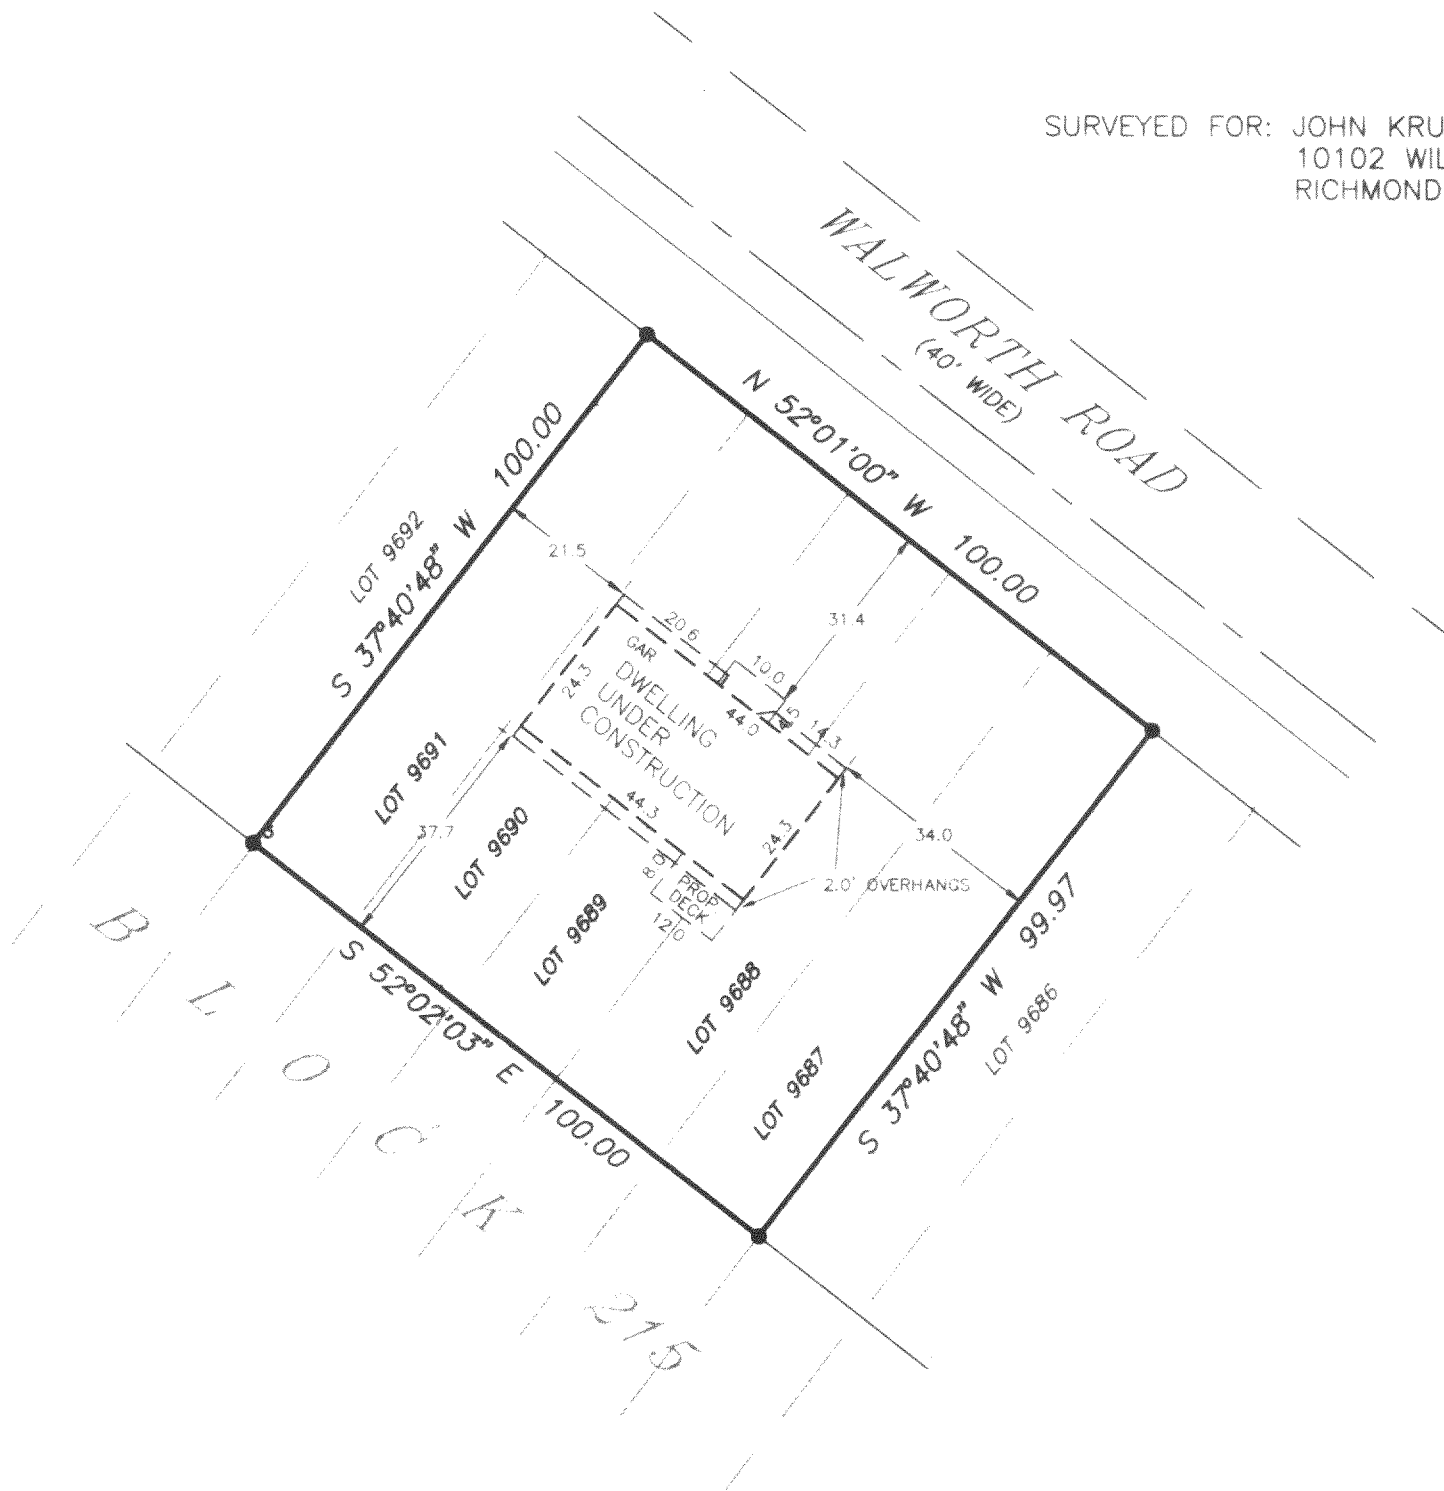 SURVEYED FOR: JOHN KRU
10102 WIL
RICHMOND
WALWORTH ROAD
(40' WIDE)
N 52°01'00" W 100.00
S 37°40'48" W 100.00
LOT 9692
21.5
31.4
20.6
GAR
10.0
44.0
4.5
14.3
24.3
DWELLING
UNDER
CONSTRUCTION
44.3
24.3
34.0
37.7
2.0' OVERHANGS
8.0
PROP
DECK
12.0
LOT 9691
LOT 9690
LOT 9689
LOT 9688
LOT 9687
S 37°40'48" W 99.97
LOT 9686
S 52°02'03" E 100.00
BLOCK 215